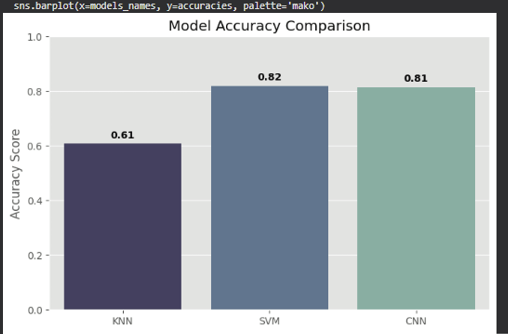 sns.barplot(x=models_names, y=accuracies, palette='mako')
Model Accuracy Comparison
1.0
0.8
0.6
0.4
0.2
0.0
Accuracy Score
0.61
0.82
0.81
KNN
SVM
CNN